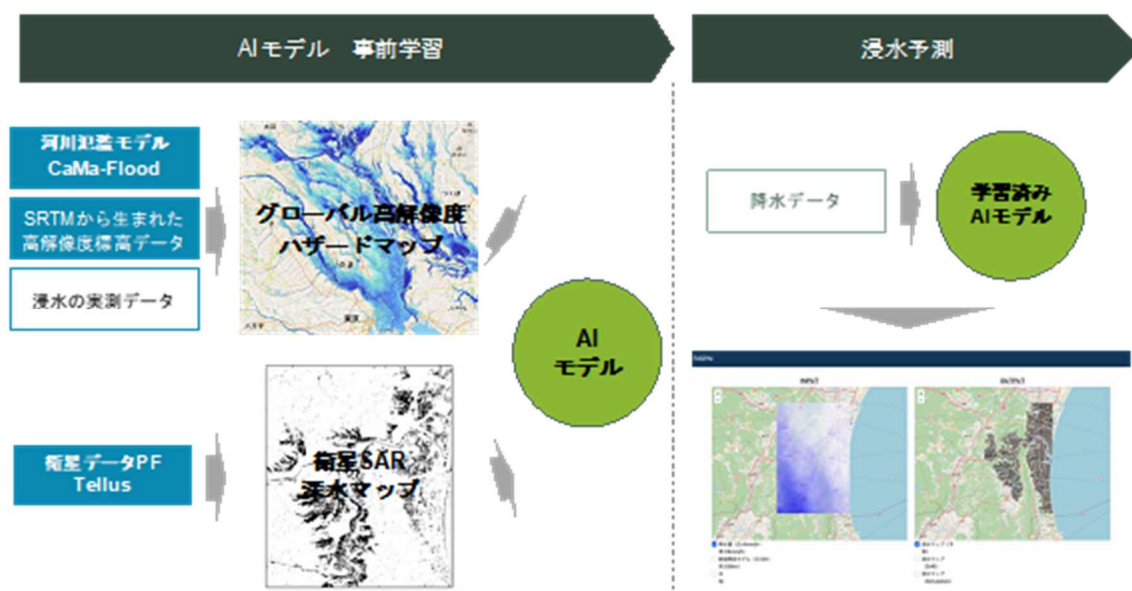 AIモデル 事前学習
浸水予測
河川氾濫モデル
CaMa-Flood
SRTMから生まれた
高解像度標高データ
浸水の実測データ
グローバル高解像度
ハザードマップ
衛星データPF
Tellus
衛星SAR
浸水マップ
AI
モデル
降水データ
学習済み
AIモデル